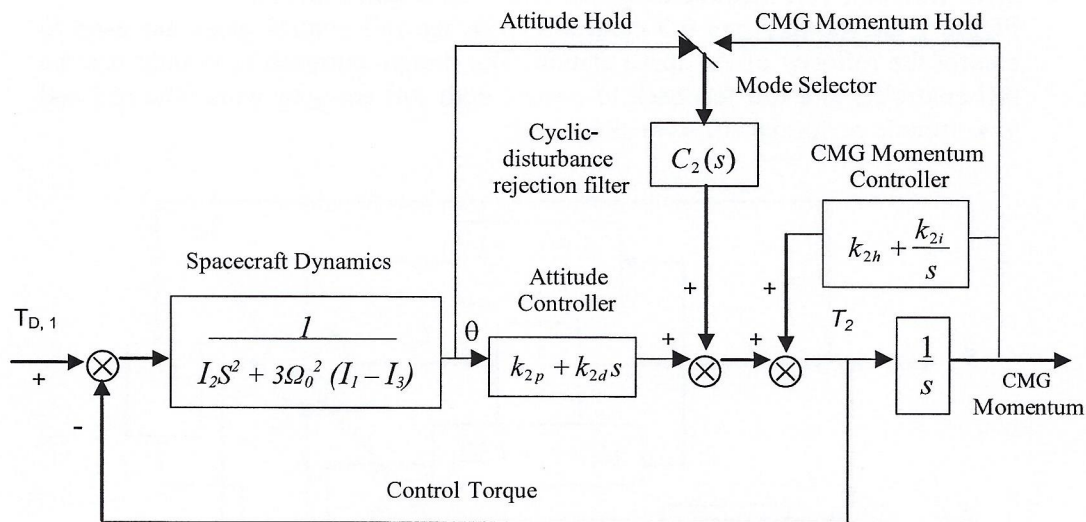 Attitude Hold
CMG Momentum Hold
Mode Selector
Cyclic-
disturbance
rejection filter
C₂(s)
CMG Momentum
Controller
k₂ₕ + k₂ᵢ/s
Spacecraft Dynamics
Attitude
Controller
T_D, 1
+
-
1
I₂S² + 3Ω₀² (I₁ – I₃)
θ
k₂ₚ + k_2d s
+
+
+
+
T₂
1/s
CMG
Momentum
Control Torque